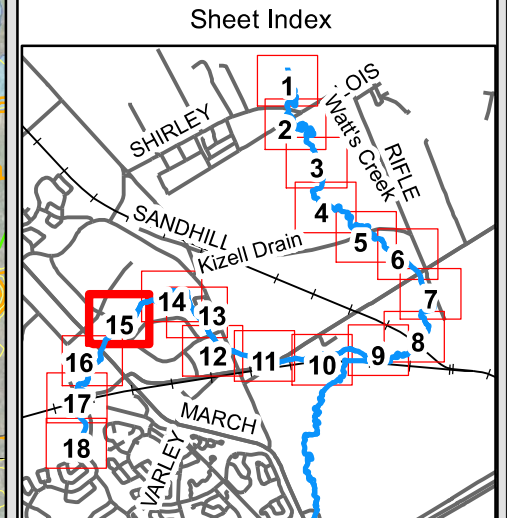 Sheet Index
1
OIS
SHIRLEY
2
Watt's Creek
RIFLE
3
4
SANDHILL
Kizell Drain
5
6
7
14
13
15
8
16
12
11
10
9
17
MARCH
18
VARLEY